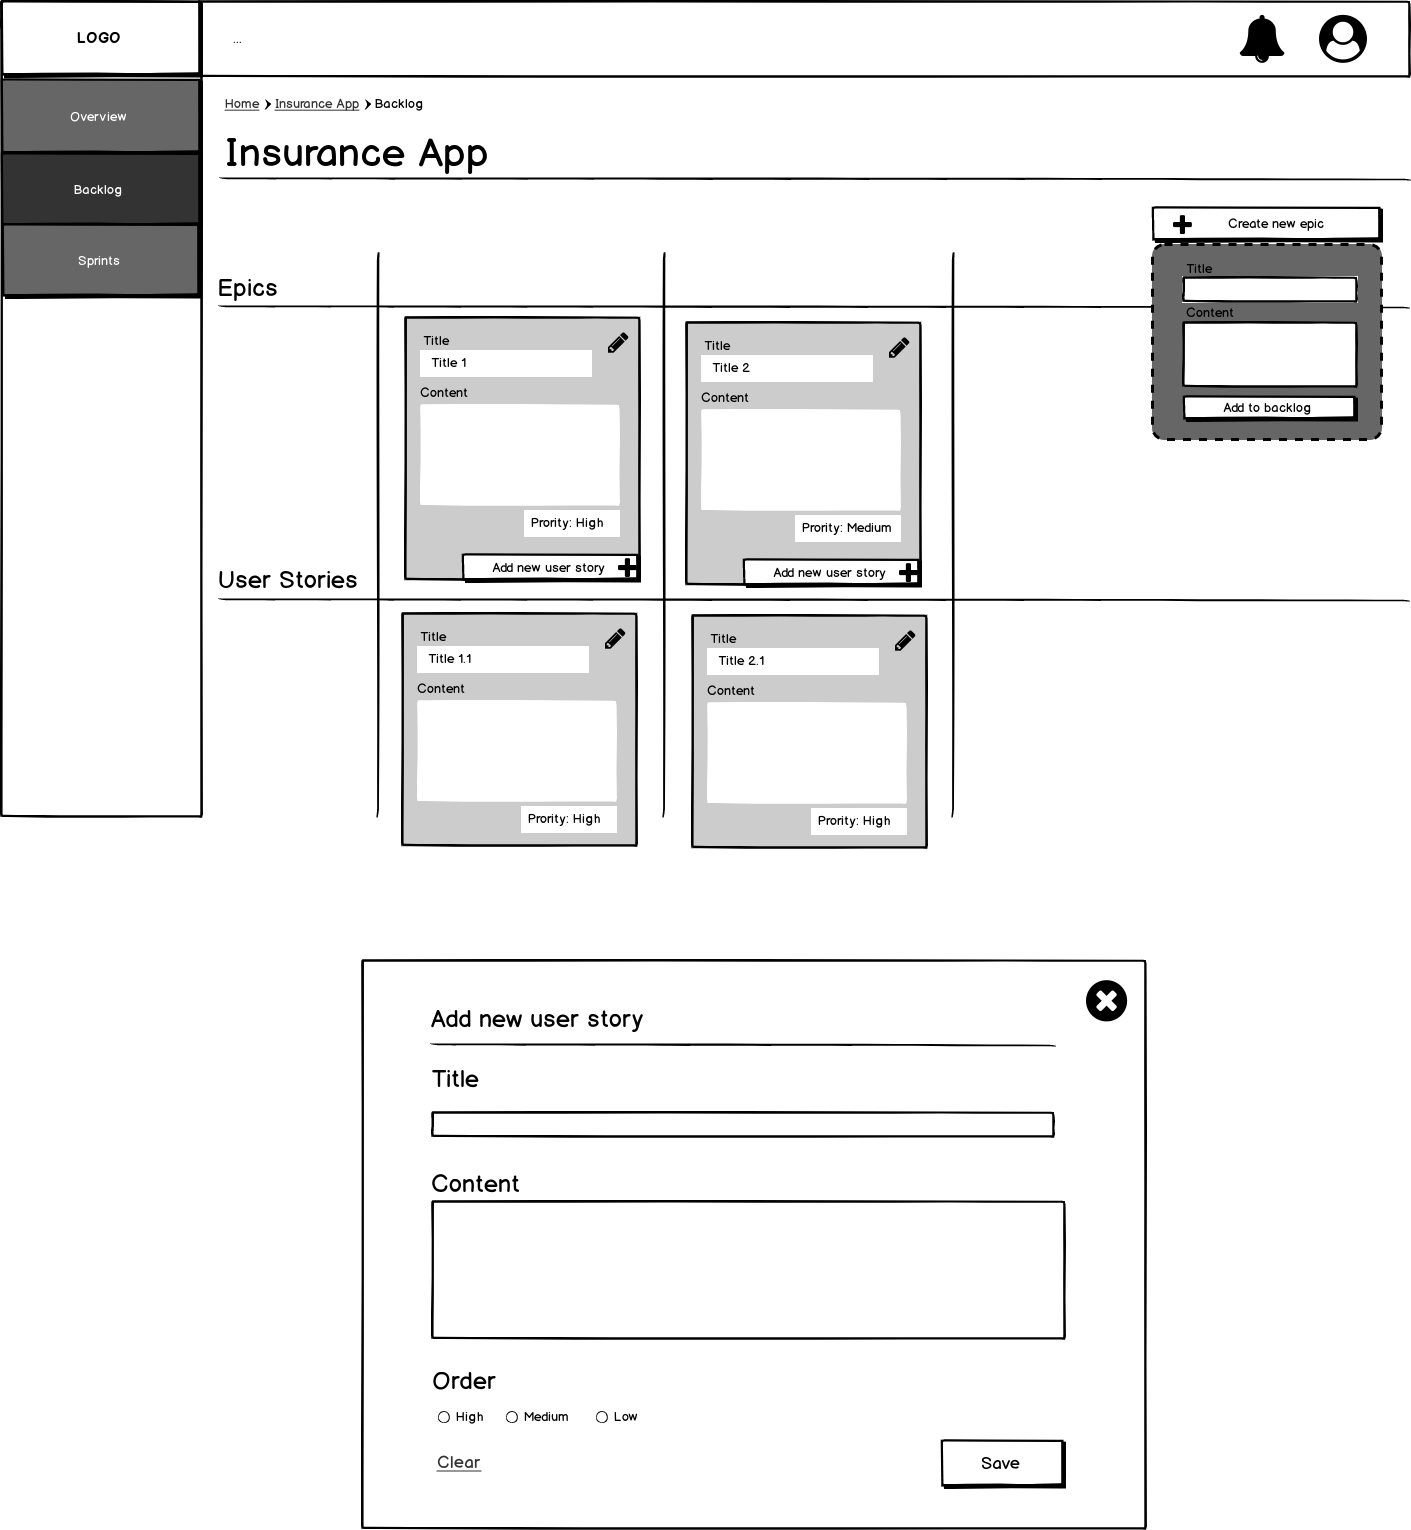 LOGO
...
Overview
Backlog
Sprints
Home > Insurance App > Backlog
Insurance App
Create new epic
Title
Content
Add to backlog
Epics
Title
Title 1
Content
Prority: High
Add new user story
Title
Title 2
Content
Prority: Medium
Add new user story
User Stories
Title
Title 1.1
Content
Prority: High
Title
Title 2.1
Content
Prority: High
Add new user story
Title
Content
Order
High Medium Low
Clear
Save